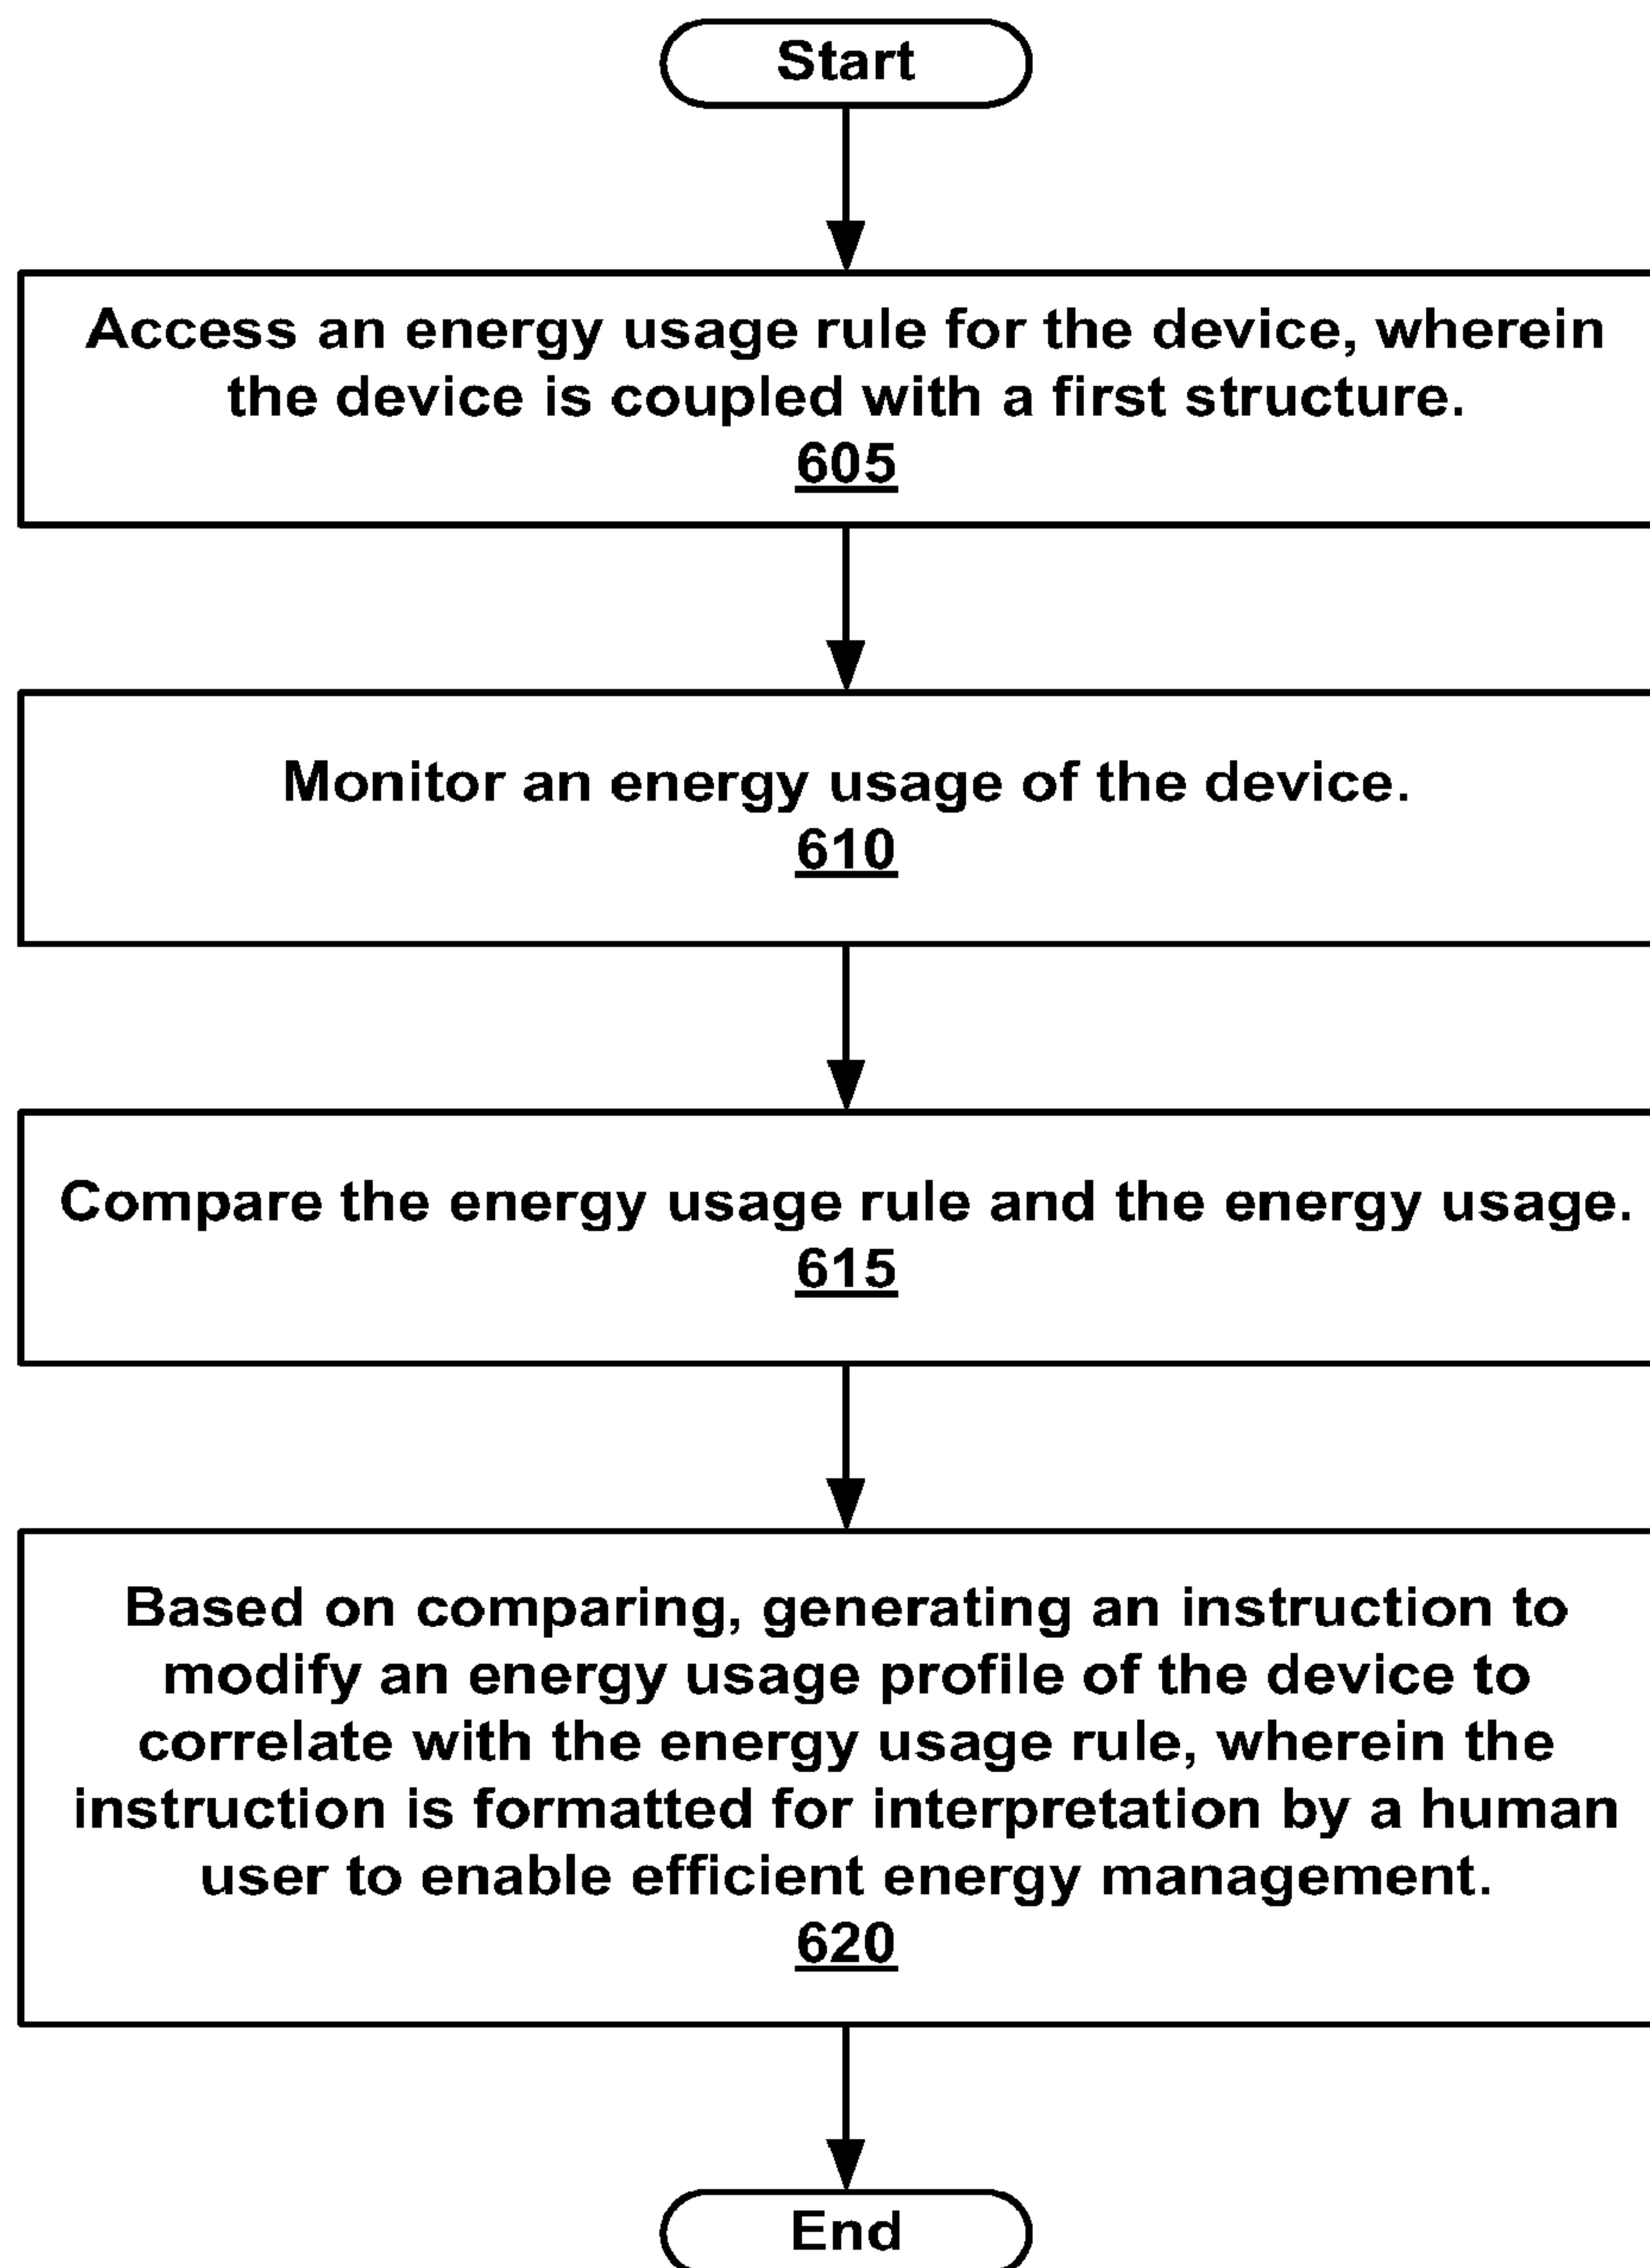 Start
Access an energy usage rule for the device, wherein
the device is coupled with a first structure.
605
Monitor an energy usage of the device.
610
Compare the energy usage rule and the energy usage.
615
Based on comparing, generating an instruction to
modify an energy usage profile of the device to
correlate with the energy usage rule, wherein the
instruction is formatted for interpretation by a human
user to enable efficient energy management.
620
End